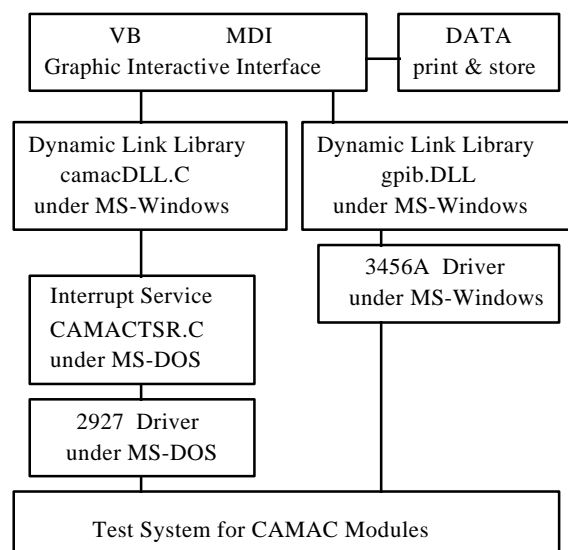 VB MDI
Graphic Interactive Interface
DATA
print & store
Dynamic Link Library
camacDLL.C
under MS-Windows
Dynamic Link Library
gpib.DLL
under MS-Windows
3456A Driver
under MS-Windows
Interrupt Service
CAMACTSR.C
under MS-DOS
2927 Driver
under MS-DOS
Test System for CAMAC Modules